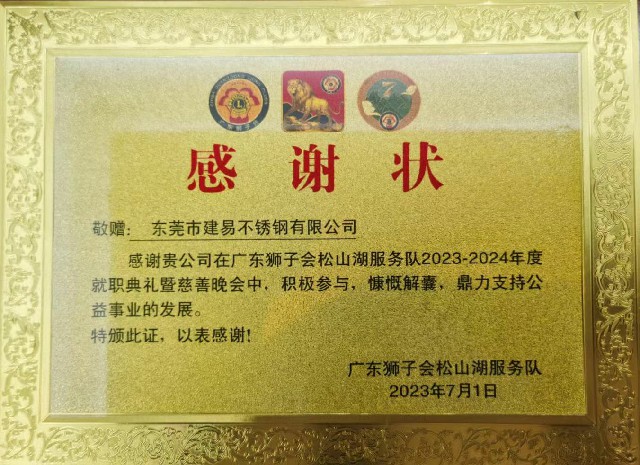 感谢状
敬赠： 东莞市建易不锈钢有限公司
感谢贵公司在广东狮子会松山湖服务队2023-2024年度
就职典礼暨慈善晚会中，积极参与，慷慨解囊，鼎力支持公
益事业的发展。
特颁此证，以表感谢！
广东狮子会松山湖服务队
2023年7月1日